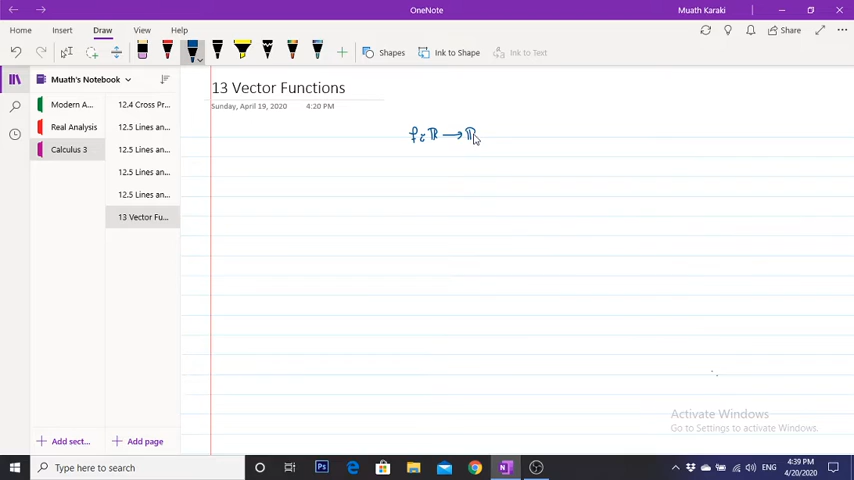 OneNote
Muath Karaki
Home Insert Draw View Help
Share
Shapes Ink to Shape Ink to Text
Muath's Notebook
Modern A...
Real Analysis
Calculus 3
12.4 Cross Pr...
12.5 Lines an...
12.5 Lines an...
12.5 Lines an...
12.5 Lines an...
13 Vector Fu...
13 Vector Functions
Sunday, April 19, 2020 4:20 PM
f: ℝ → ℝ
Activate Windows
Go to Settings to activate Windows.
Add sect... Add page
Type here to search
Ps
ENG
4:39 PM
4/20/2020